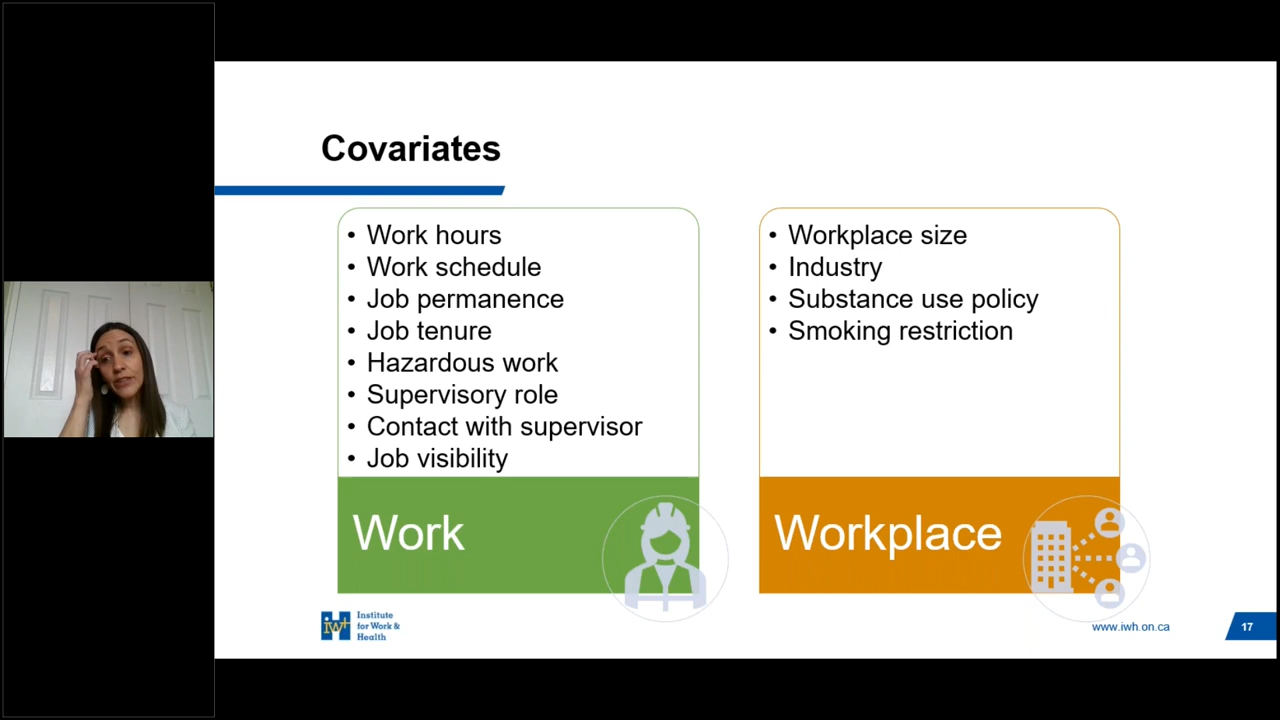 Covariates
• Work hours
• Work schedule
• Job permanence
• Job tenure
• Hazardous work
• Supervisory role
• Contact with supervisor
• Job visibility
Work
• Workplace size
• Industry
• Substance use policy
• Smoking restriction
Workplace
iwh
Institute
for Work &
Health
www.iwh.on.ca
17